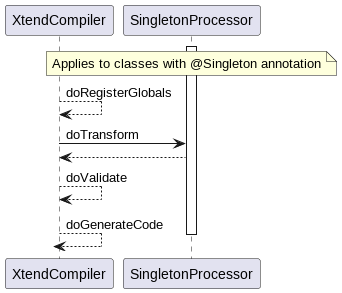 XtendCompiler SingletonProcessor
Applies to classes with @Singleton annotation
doRegisterGlobals
doTransform
doValidate
doGenerateCode
XtendCompiler SingletonProcessor